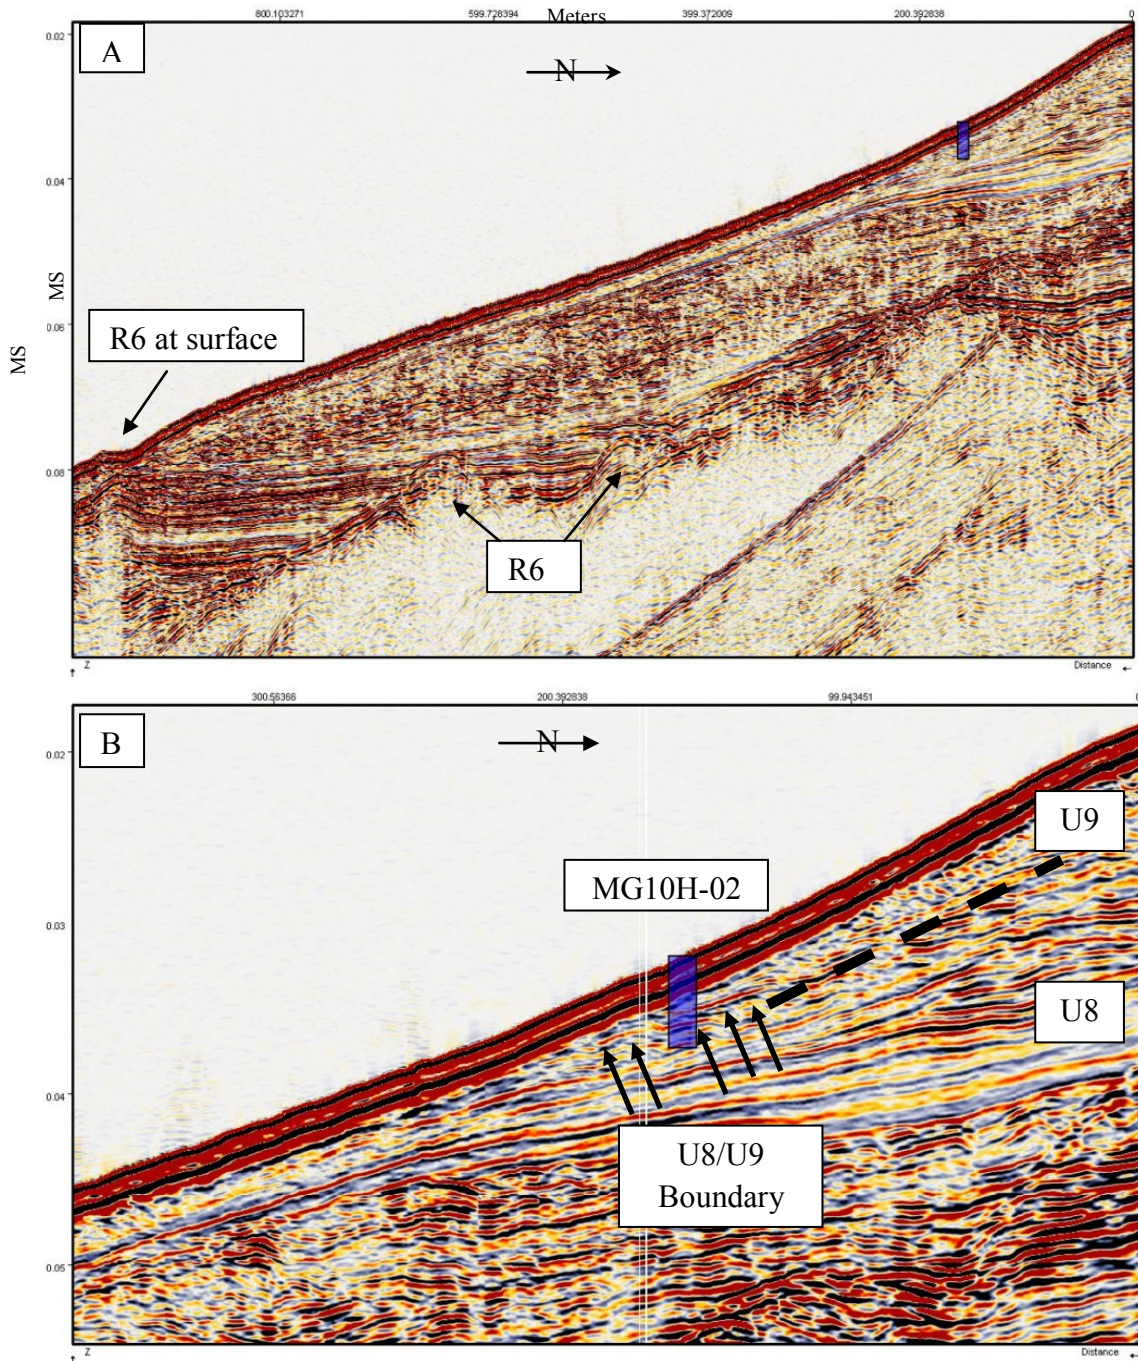 800.103271 599.728394 Meters 399.372009 200.392838 0
A
0.02
N
0.04
MS
0.06
R6 at surface
MS
0.08
R6
Z Distance
300.58366 200.392838 99.943451 0
B
N
0.02
U9
MG10H-02
0.03
U8
0.04
U8/U9
Boundary
0.05
Z Distance